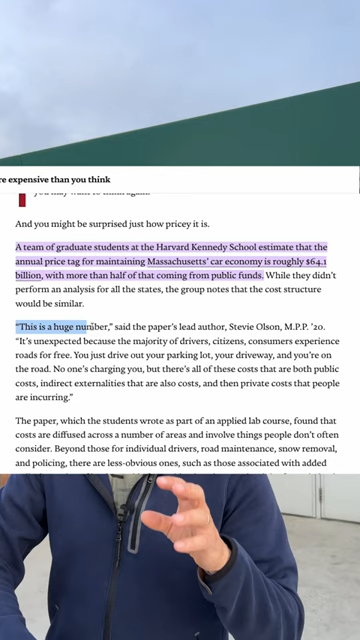 re expensive than you think
And you might be surprised just how pricey it is.
A team of graduate students at the Harvard Kennedy School estimate that the
annual price tag for maintaining Massachusetts’ car economy is roughly $64.1
billion, with more than half of that coming from public funds. While they didn’t
perform an analysis for all the states, the group notes that the cost structure
would be similar.
“This is a huge number,” said the paper’s lead author, Stevie Olson, M.P.P. ’20.
“It’s unexpected because the majority of drivers, citizens, consumers experience
roads for free. You just drive out your parking lot, your driveway, and you’re on
the road. No one’s charging you, but there’s all of these costs that are both public
costs, indirect externalities that are also costs, and then private costs that people
are incurring.”
The paper, which the students wrote as part of an applied lab course, found that
costs are diffused across a number of areas and involve things people don’t often
consider. Beyond those for individual drivers, road maintenance, snow removal,
and policing, there are less-obvious ones, such as those associated with added